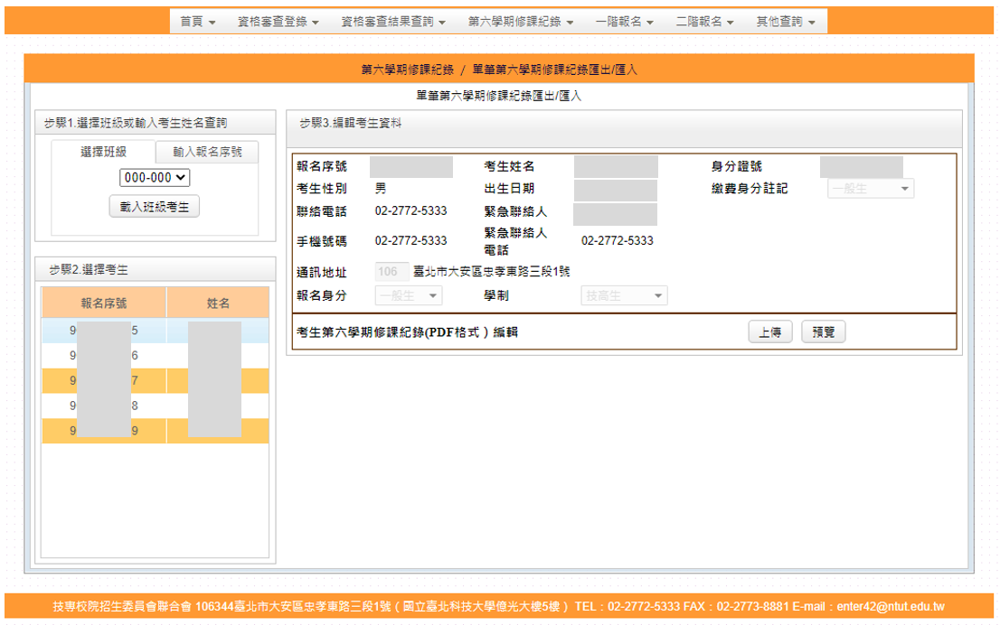 首頁 資格審查登錄 資格審查結果查詢 第六學期修課紀錄 一階報名 二階報名 其他查詢
第六學期修課紀錄 / 單筆第六學期修課紀錄匯出/匯入
單筆第六學期修課紀錄匯出/匯入
步驟1.選擇班級或輸入考生姓名查詢
選擇班級 輸入報名序號
000-000
載入班級考生
步驟2.選擇考生
報名序號 姓名
9 5
9 6
9 7
9 8
9 9
步驟3.編輯考生資料
報名序號 考生姓名 身分證號
考生性別 男 出生日期 繳費身分註記 一般生
聯絡電話 02-2772-5333 緊急聯絡人
手機號碼 02-2772-5333 緊急聯絡人電話 02-2772-5333
通訊地址 106 臺北市大安區忠孝東路三段1號
報名身分 一般生 學制 技高生
考生第六學期修課紀錄(PDF格式）編輯 上傳 預覽
技專校院招生委員會聯合會 106344臺北市大安區忠孝東路三段1號（國立臺北科技大學億光大樓5樓） TEL：02-2772-5333 FAX：02-2773-8881 E-mail：enter42@ntut.edu.tw